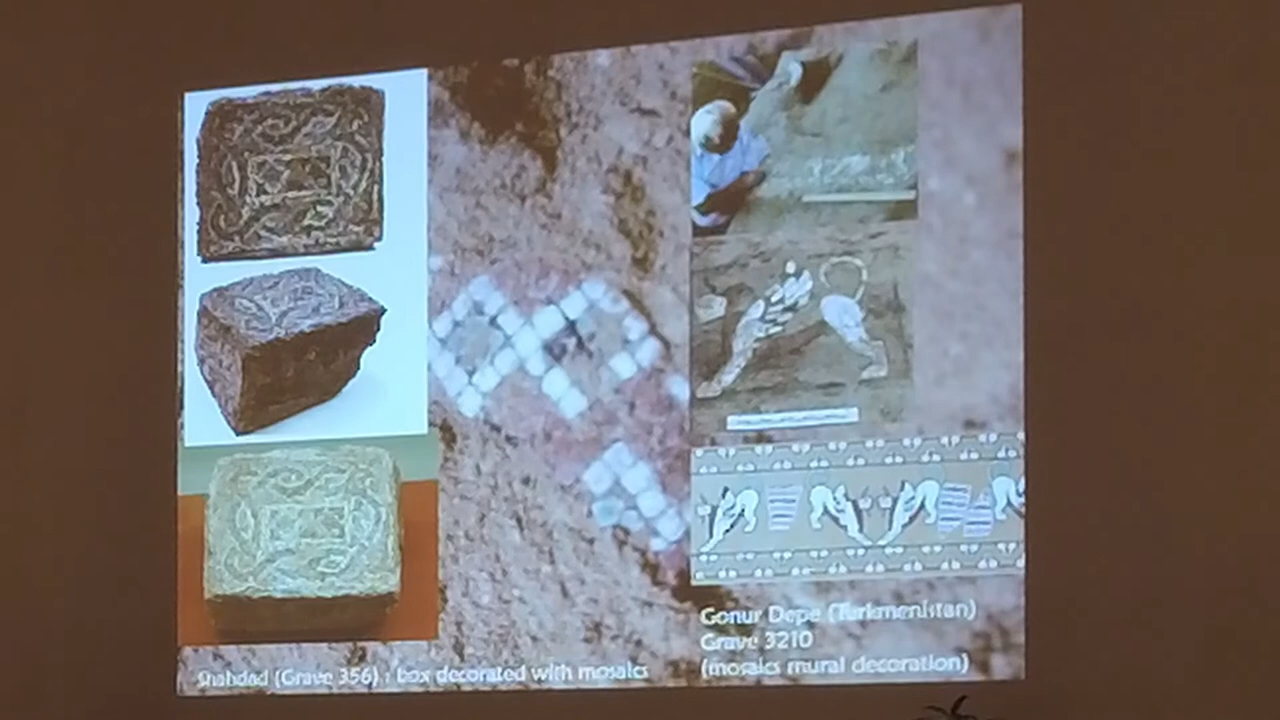 Shahdad (Grave 356) : box decorated with mosaics
Gonur Depe (Turkmenistan)
Grave 3210
(mosaics mural decoration)